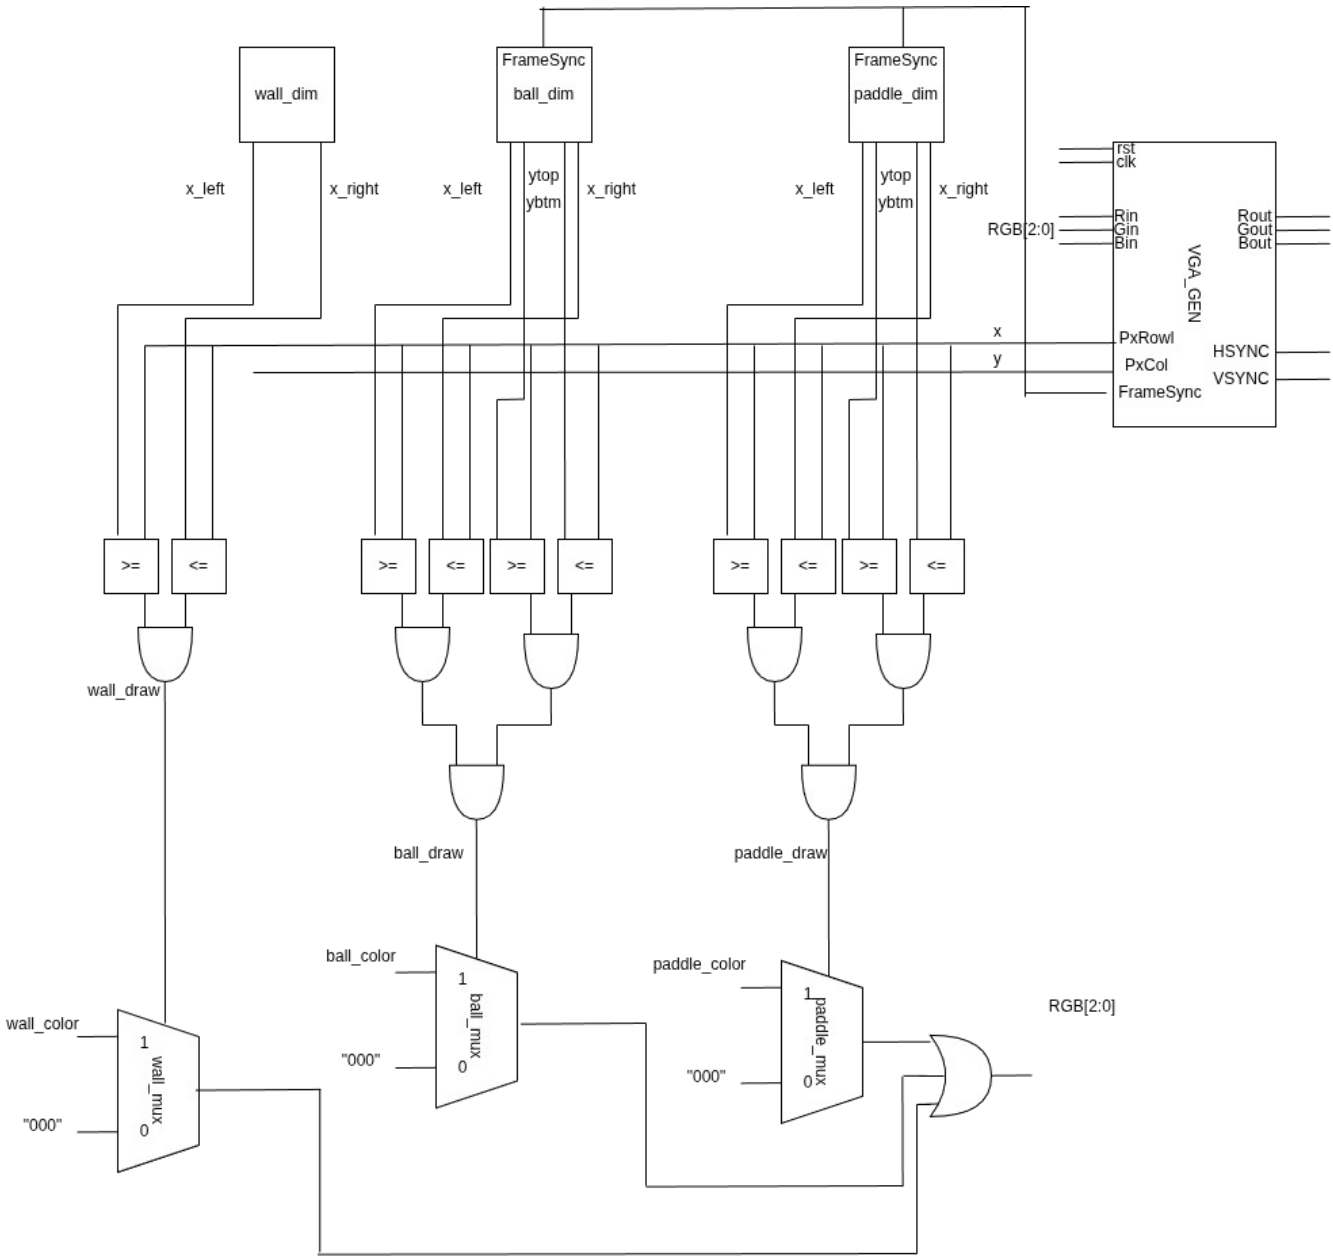 FrameSync
FrameSync
wall_dim
ball_dim
paddle_dim
rst
clk
x_left
x_right
x_left
ytop
ybtm
x_right
x_left
ytop
ybtm
x_right
RGB[2:0]
Rin
Gin
Bin
Rout
Gout
Bout
VGA_GEN
x
PxRowl
y
PxCol
FrameSync
HSYNC
VSYNC
>=
<=
>=
<=
>=
<=
>=
<=
>=
<=
wall_draw
ball_draw
paddle_draw
ball_color
1
ball_mux
"000"
0
paddle_color
1
paddle_mux
"000"
0
RGB[2:0]
wall_color
1
wall_mux
"000"
0